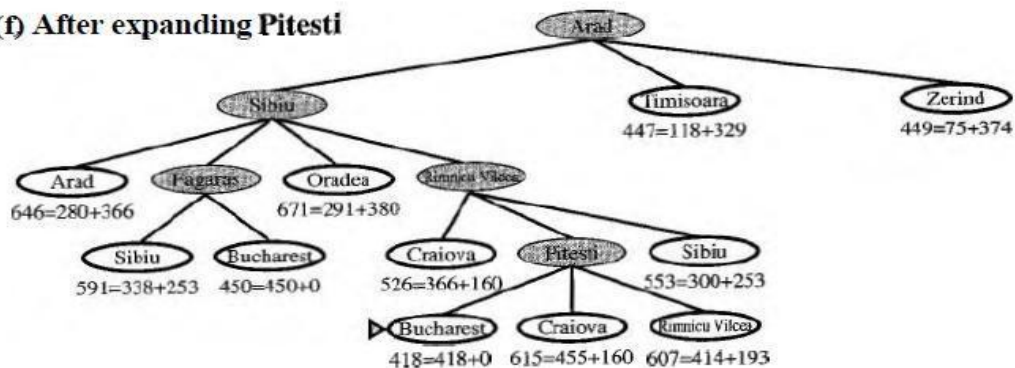 (f) After expanding Pitesti
Arad
Sibiu
Timisoara
Zerind
447=118+329
449=75+374
Arad
Fagaras
Oradea
Rimnicu Vilcea
646=280+366
671=291+380
Sibiu
Bucharest
Craiova
Pitesti
Sibiu
591=338+253
450=450+0
526=366+160
553=300+253
Bucharest
Craiova
Rimnicu Vilcea
418=418+0
615=455+160
607=414+193